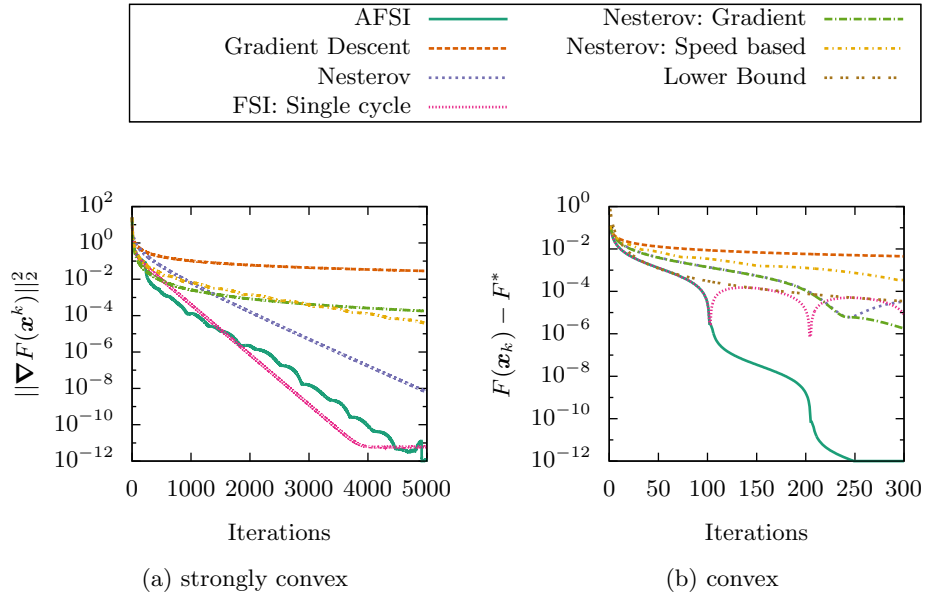 AFSI
Gradient Descent
Nesterov
FSI: Single cycle
Nesterov: Gradient
Nesterov: Speed based
Lower Bound
||∇F(x^k)||_2^2
10^2
10^0
10^-2
10^-4
10^-6
10^-8
10^-10
10^-12
0 1000 2000 3000 4000 5000
Iterations
(a) strongly convex
F(x_k) − F^*
10^0
10^-2
10^-4
10^-6
10^-8
10^-10
10^-12
0 50 100 150 200 250 300
Iterations
(b) convex